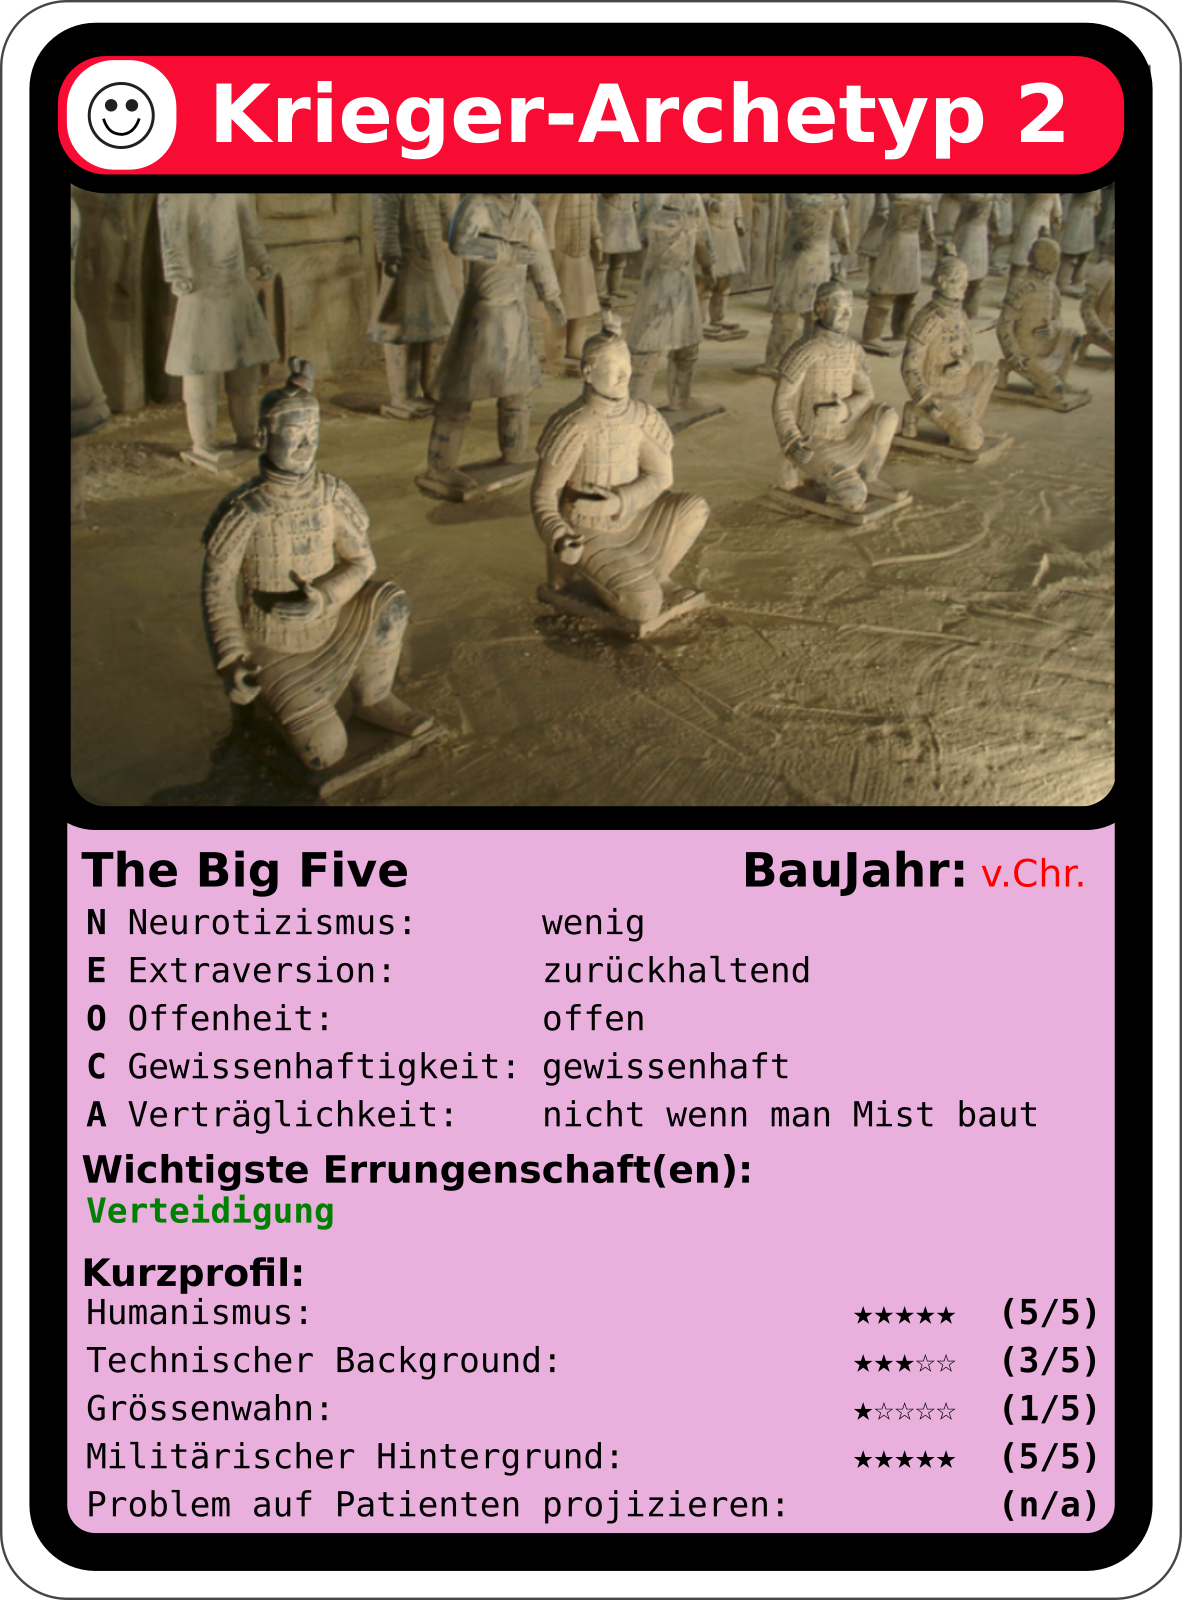 ☺ Krieger-Archetyp 2
The Big Five BauJahr: v.Chr.
N Neurotizismus: wenig
E Extraversion: zurückhaltend
O Offenheit: offen
C Gewissenhaftigkeit: gewissenhaft
A Verträglichkeit: nicht wenn man Mist baut
Wichtigste Errungenschaft(en):
Verteidigung
Kurzprofil:
Humanismus: ★★★★★ (5/5)
Technischer Background: ★★★☆☆ (3/5)
Grössenwahn: ★☆☆☆☆ (1/5)
Militärischer Hintergrund: ★★★★★ (5/5)
Problem auf Patienten projizieren: (n/a)